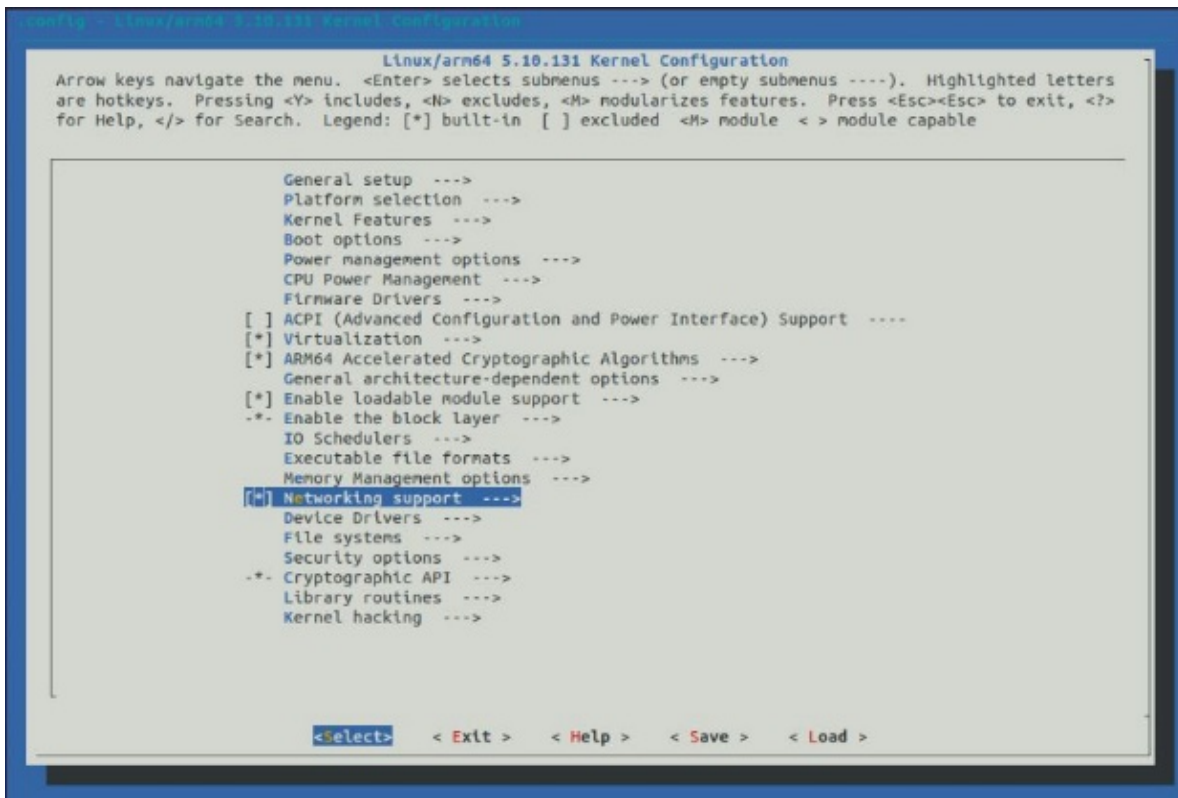 .config - Linux/arm64 5.10.131 Kernel Configuration
Linux/arm64 5.10.131 Kernel Configuration
Arrow keys navigate the menu.  <Enter> selects submenus ---> (or empty submenus ----).  Highlighted letters
are hotkeys.  Pressing <Y> includes, <N> excludes, <M> modularizes features.  Press <Esc><Esc> to exit, <?>
for Help, </> for Search.  Legend: [*] built-in  [ ] excluded  <M> module  < > module capable
General setup  --->
Platform selection  --->
Kernel Features  --->
Boot options  --->
Power management options  --->
CPU Power Management  --->
Firmware Drivers  --->
[ ] ACPI (Advanced Configuration and Power Interface) Support  ----
[*] Virtualization  --->
[*] ARM64 Accelerated Cryptographic Algorithms  --->
General architecture-dependent options  --->
[*] Enable loadable module support  --->
-*- Enable the block layer  --->
IO Schedulers  --->
Executable file formats  --->
Memory Management options  --->
[*] Networking support  --->
Device Drivers  --->
File systems  --->
Security options  --->
-*- Cryptographic API  --->
Library routines  --->
Kernel hacking  --->
<Select>    < Exit >    < Help >    < Save >    < Load >